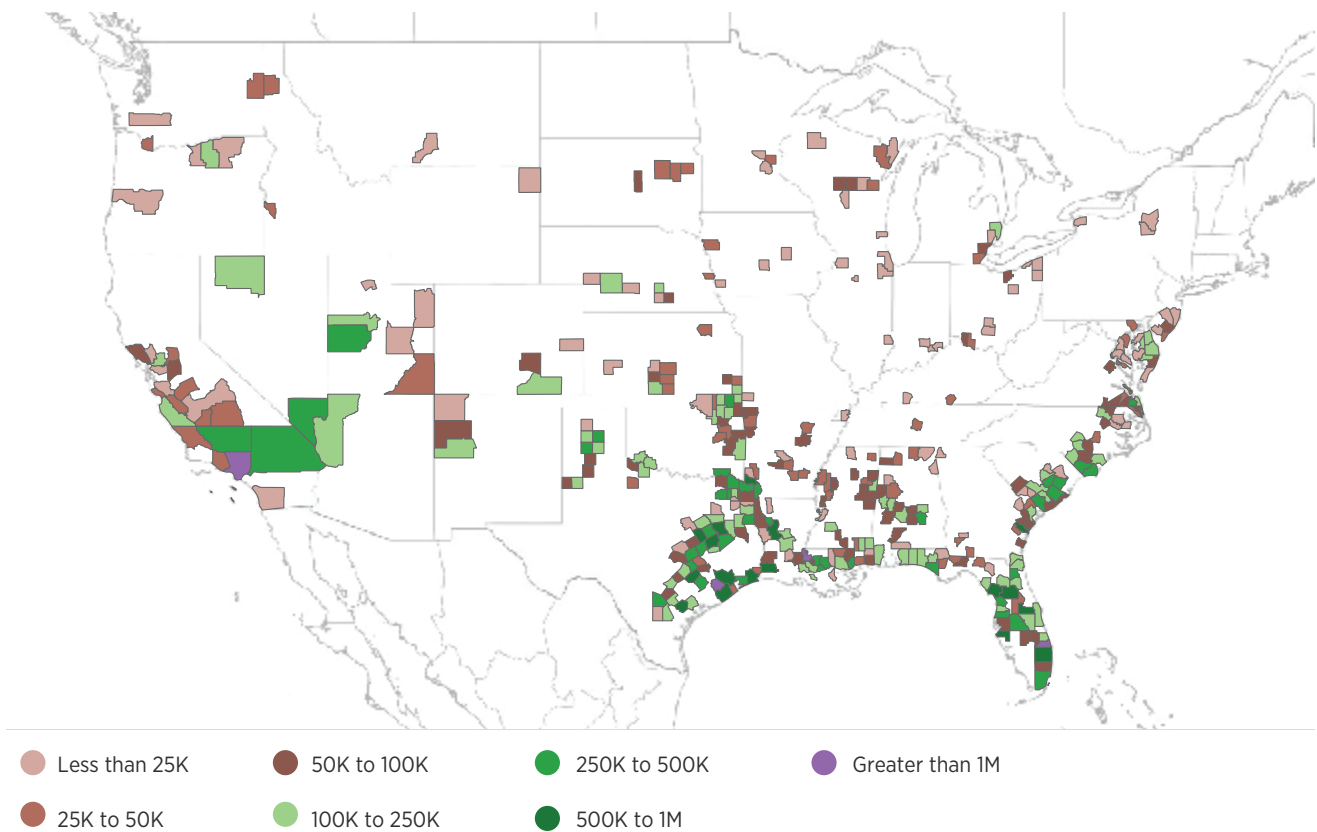 Less than 25K
50K to 100K
250K to 500K
Greater than 1M
25K to 50K
100K to 250K
500K to 1M